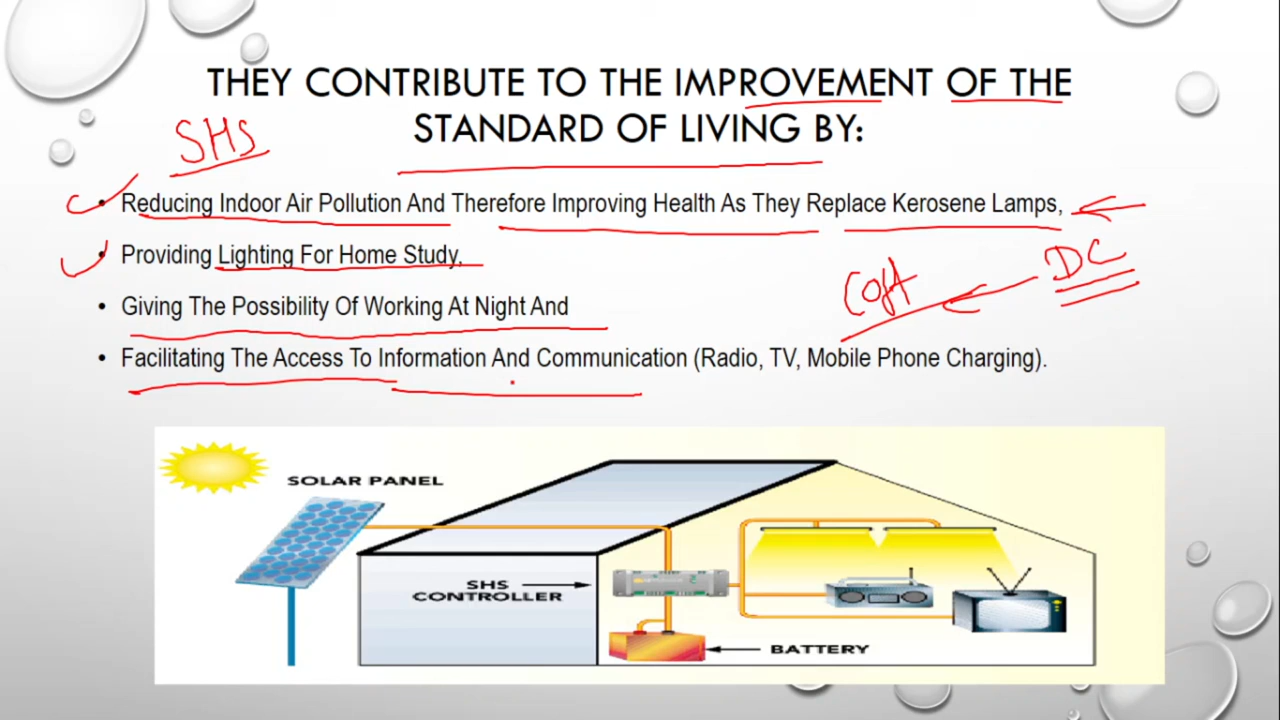 THEY CONTRIBUTE TO THE IMPROVEMENT OF THE
STANDARD OF LIVING BY:
SHS
• Reducing Indoor Air Pollution And Therefore Improving Health As They Replace Kerosene Lamps,
• Providing Lighting For Home Study,
DC
Cost
• Giving The Possibility Of Working At Night And
• Facilitating The Access To Information And Communication (Radio, TV, Mobile Phone Charging).
SOLAR PANEL
SHS
CONTROLLER
BATTERY